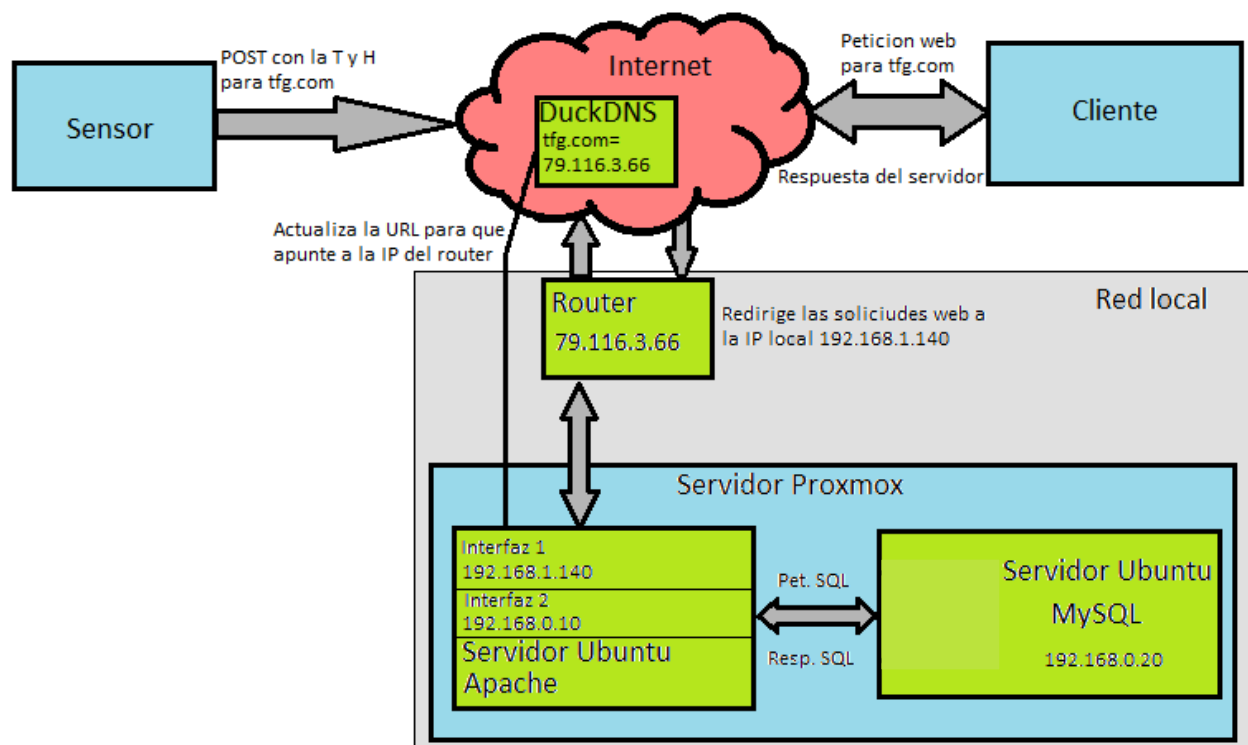 POST con la T y H
para tfg.com
Sensor
Internet
DuckDNS
tfg.com=
79.116.3.66
Peticion web
para tfg.com
Cliente
Respuesta del servidor
Actualiza la URL para que
apunte a la IP del router
Red local
Router
79.116.3.66
Redirige las soliciudes web a
la IP local 192.168.1.140
Servidor Proxmox
Interfaz 1
192.168.1.140
Interfaz 2
192.168.0.10
Servidor Ubuntu
Apache
Pet. SQL
Resp. SQL
Servidor Ubuntu
MySQL
192.168.0.20